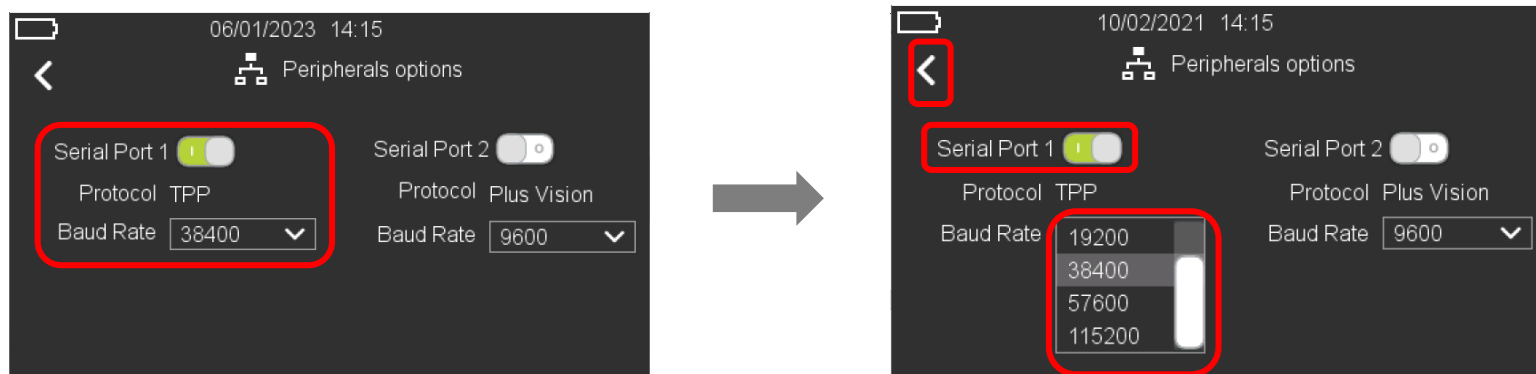 06/01/2023 14:15
Peripherals options
Serial Port 1 I
Serial Port 2 O
Protocol TPP
Protocol Plus Vision
Baud Rate 38400
Baud Rate 9600
10/02/2021 14:15
Peripherals options
Serial Port 1 I
Serial Port 2 O
Protocol TPP
Protocol Plus Vision
Baud Rate
19200
38400
57600
115200
Baud Rate 9600